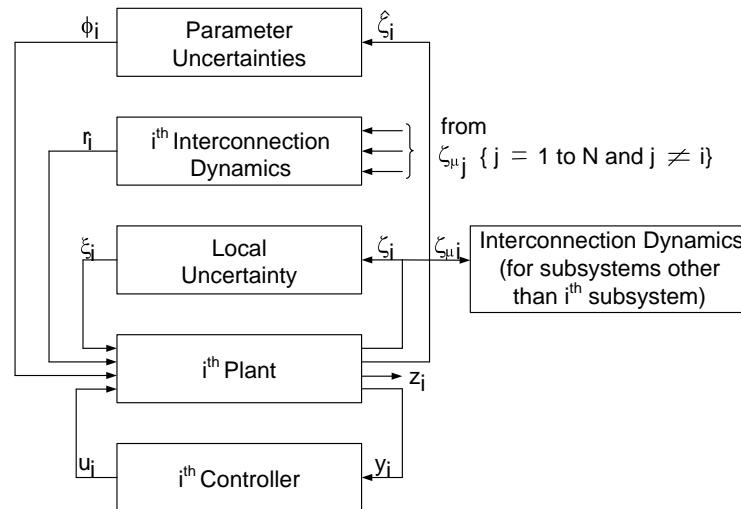 ϕi
Parameter
Uncertainties
ζ̂i
ri
iᵗʰ Interconnection
Dynamics
from
ζμj { j = 1 to N and j ≠ i}
ξi
Local
Uncertainty
ζi
ζμi
Interconnection Dynamics
(for subsystems other
than iᵗʰ subsystem)
iᵗʰ Plant
zi
ui
iᵗʰ Controller
yi